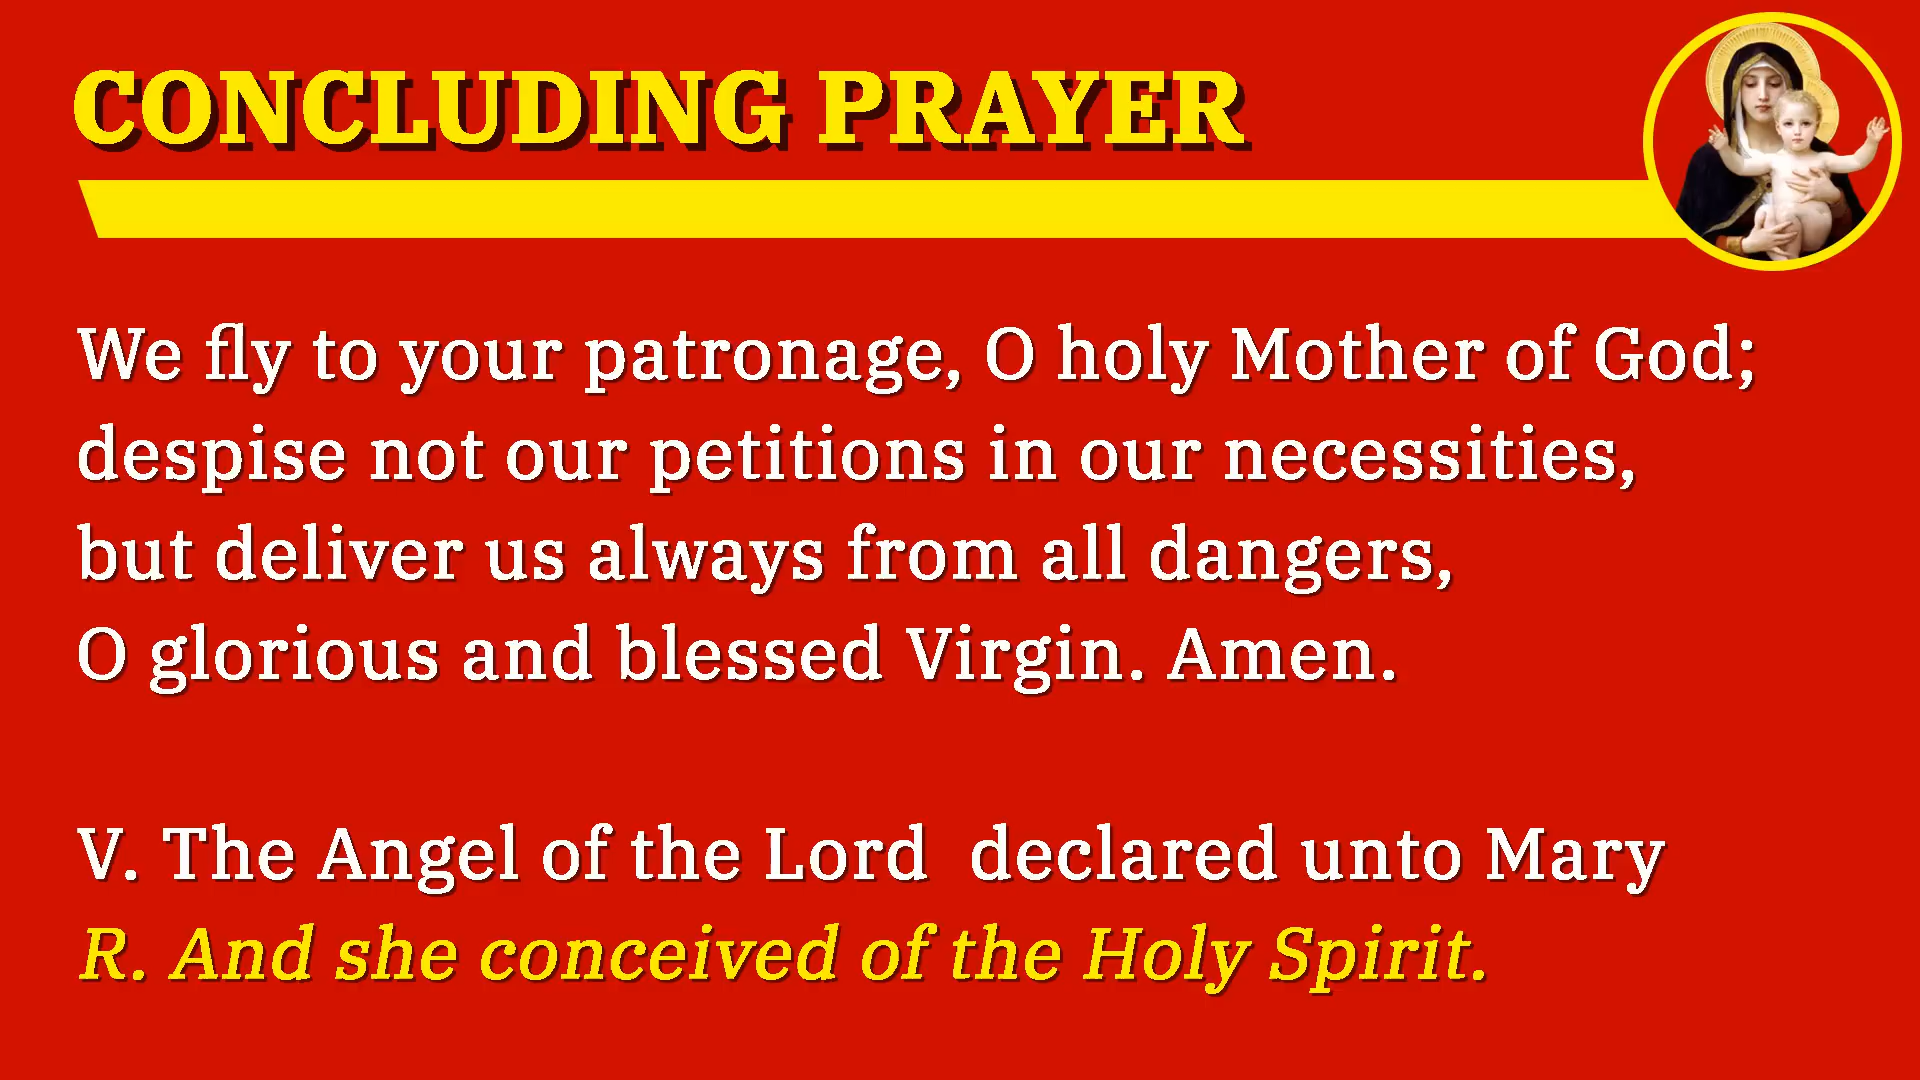 CONCLUDING PRAYER
We fly to your patronage, O holy Mother of God;
despise not our petitions in our necessities,
but deliver us always from all dangers,
O glorious and blessed Virgin. Amen.
V. The Angel of the Lord  declared unto Mary
R. And she conceived of the Holy Spirit.